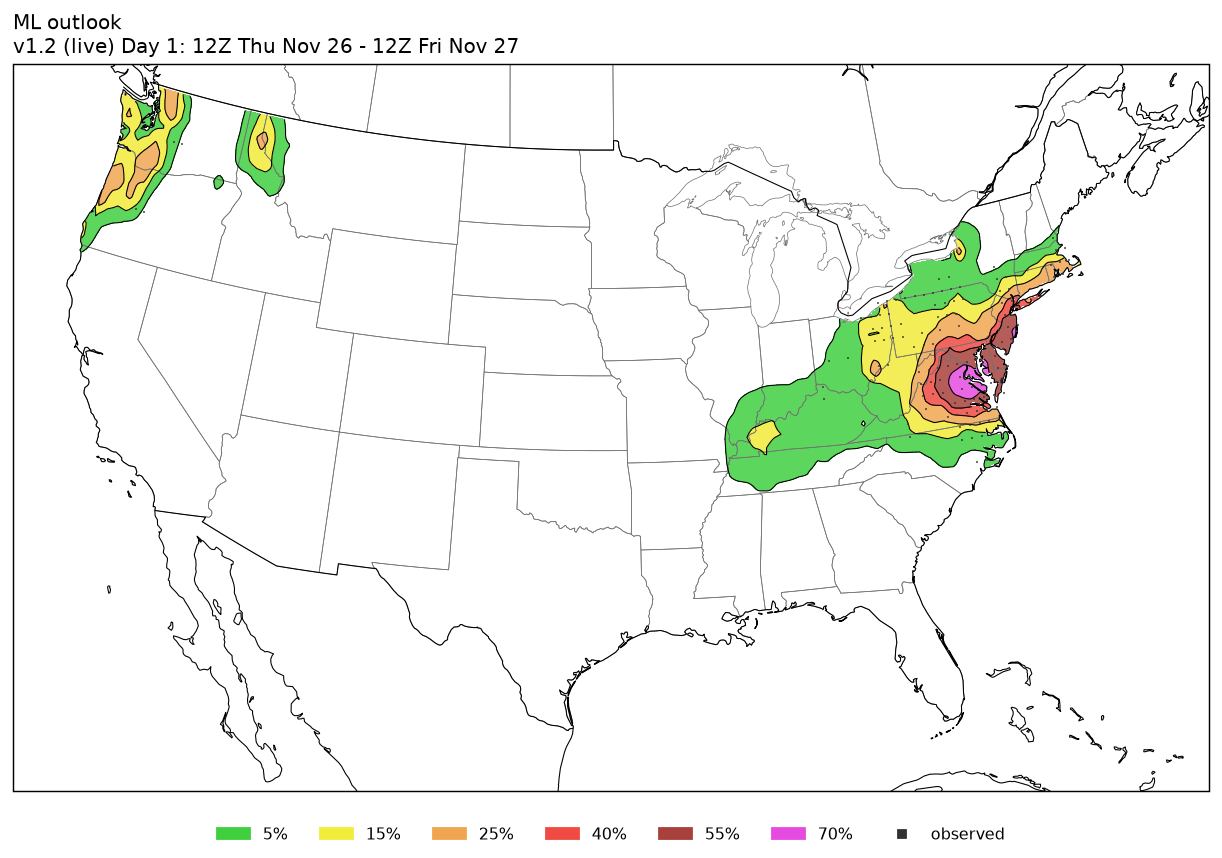 ML outlook
v1.2 (live) Day 1: 12Z Thu Nov 26 - 12Z Fri Nov 27
5% 15% 25% 40% 55% 70% observed